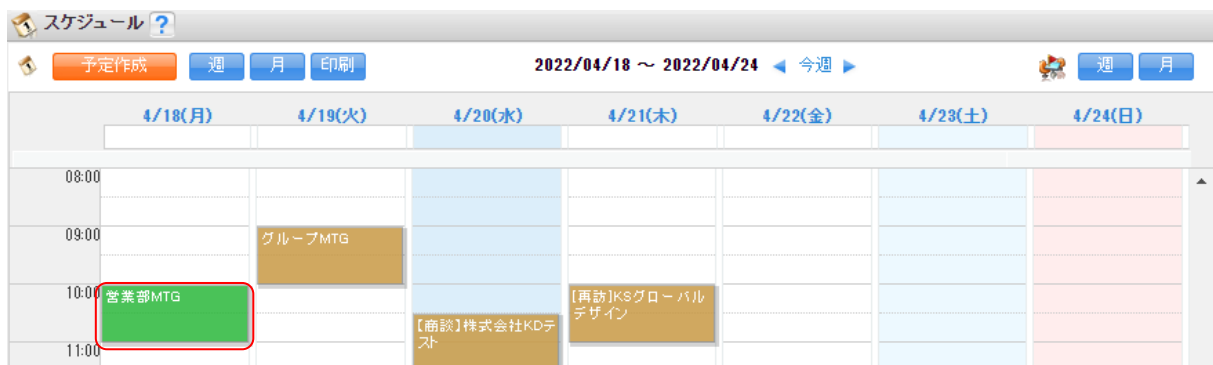 スケジュール ?
予定作成 週 月 印刷 2022/04/18 ～ 2022/04/24 今週 週 月
4/18(月) 4/19(火) 4/20(水) 4/21(木) 4/22(金) 4/23(土) 4/24(日)
08:00
09:00
グループMTG
10:00
営業部MTG
【再訪】KSグローバル
デザイン
【商談】株式会社KDテ
スト
11:00